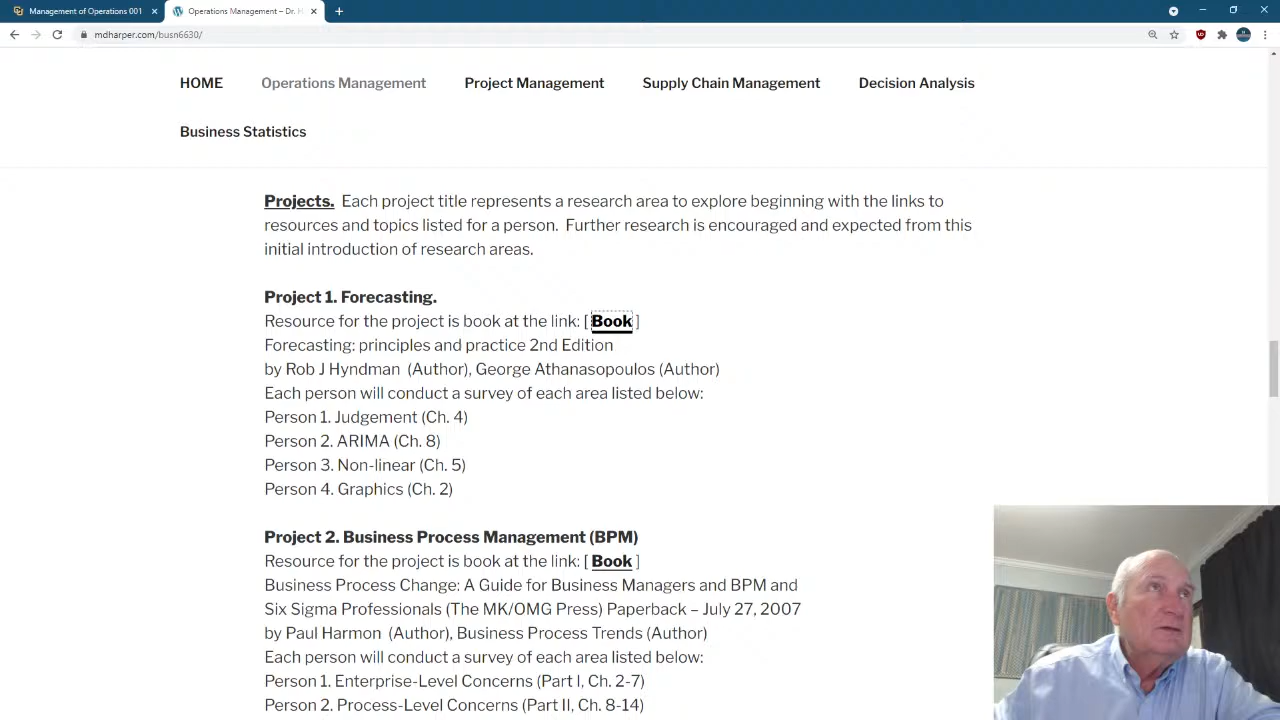 Management of Operations 001
Operations Management – Dr. H
mdharper.com/busn6630/
HOME
Operations Management
Project Management
Supply Chain Management
Decision Analysis
Business Statistics
Projects. Each project title represents a research area to explore beginning with the links to
resources and topics listed for a person. Further research is encouraged and expected from this
initial introduction of research areas.
Project 1. Forecasting.
Resource for the project is book at the link: [ Book ]
Forecasting: principles and practice 2nd Edition
by Rob J Hyndman (Author), George Athanasopoulos (Author)
Each person will conduct a survey of each area listed below:
Person 1. Judgement (Ch. 4)
Person 2. ARIMA (Ch. 8)
Person 3. Non-linear (Ch. 5)
Person 4. Graphics (Ch. 2)
Project 2. Business Process Management (BPM)
Resource for the project is book at the link: [ Book ]
Business Process Change: A Guide for Business Managers and BPM and
Six Sigma Professionals (The MK/OMG Press) Paperback – July 27, 2007
by Paul Harmon (Author), Business Process Trends (Author)
Each person will conduct a survey of each area listed below:
Person 1. Enterprise-Level Concerns (Part I, Ch. 2-7)
Person 2. Process-Level Concerns (Part II, Ch. 8-14)